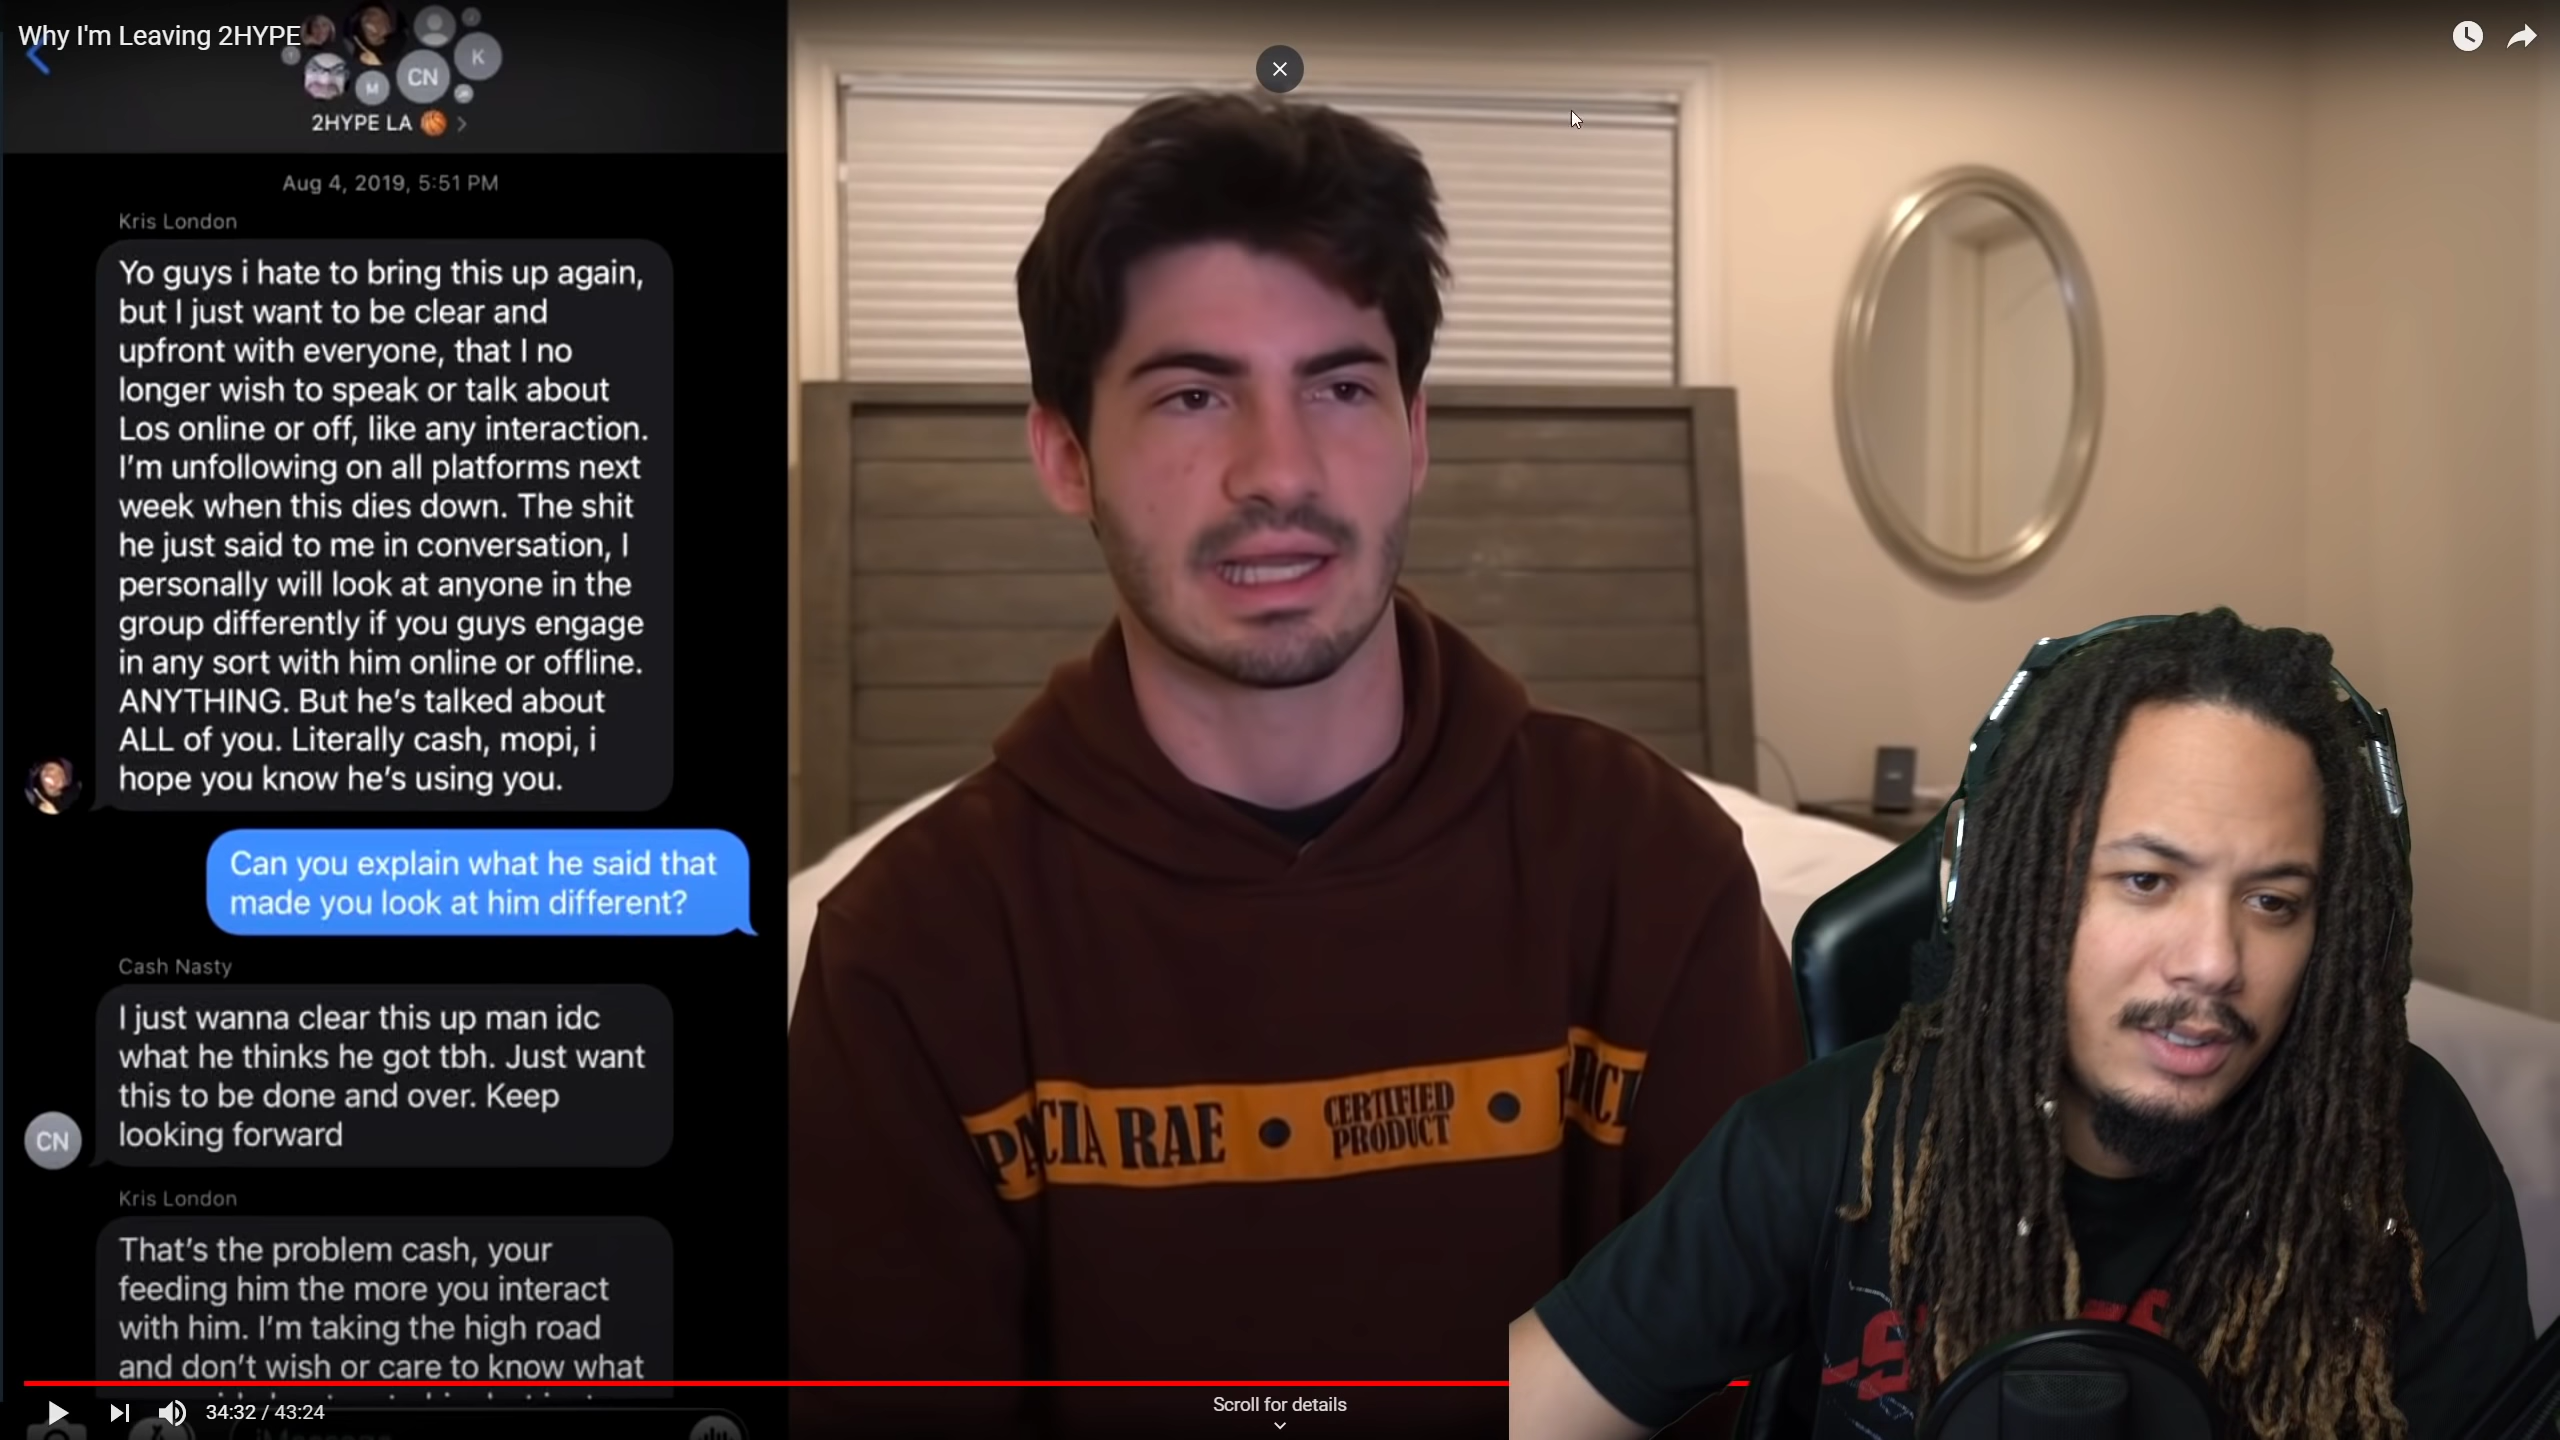 Why I'm Leaving 2HYPE
K
CN
M
2HYPE LA 🏀 >
Aug 4, 2019, 5:51 PM
Kris London
Yo guys i hate to bring this up again,
but I just want to be clear and
upfront with everyone, that I no
longer wish to speak or talk about
Los online or off, like any interaction.
I'm unfollowing on all platforms next
week when this dies down. The shit
he just said to me in conversation, I
personally will look at anyone in the
group differently if you guys engage
in any sort with him online or offline.
ANYTHING. But he's talked about
ALL of you. Literally cash, mopi, i
hope you know he's using you.
Can you explain what he said that
made you look at him different?
Cash Nasty
I just wanna clear this up man idc
what he thinks he got tbh. Just want
this to be done and over. Keep
looking forward
CN
Kris London
That's the problem cash, your
feeding him the more you interact
with him. I'm taking the high road
and don't wish or care to know what
CIA RAE • CERTIFIED
PRODUCT •
34:32 / 43:24
Scroll for details